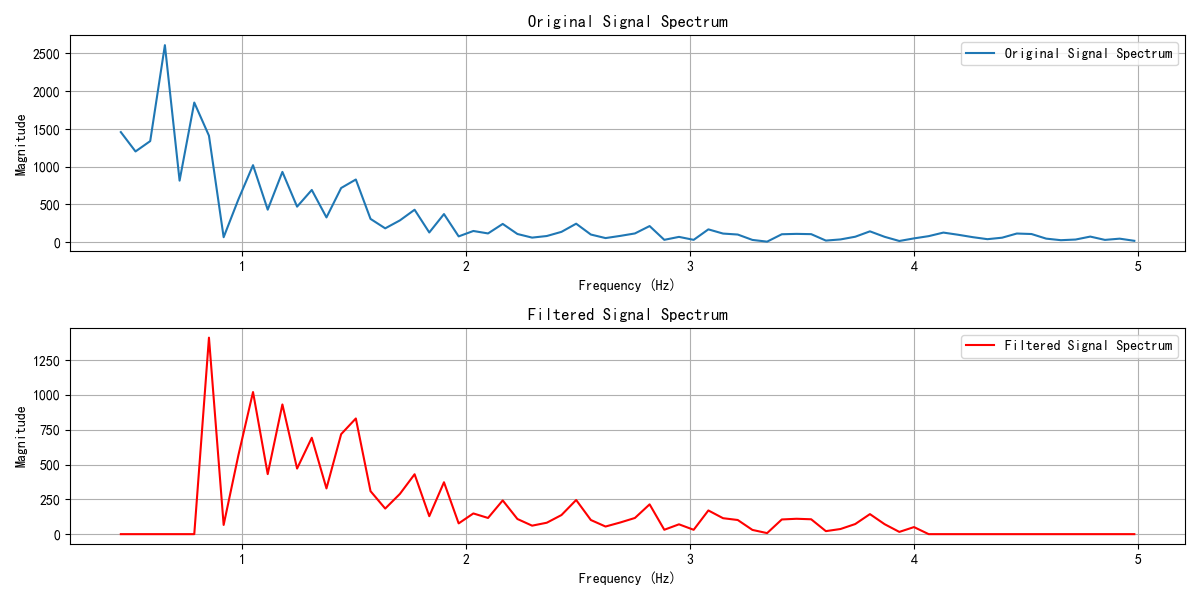 Original Signal Spectrum
Original Signal Spectrum
Magnitude
2500
2000
1500
1000
500
0
1 2 3 4 5
Frequency (Hz)
Filtered Signal Spectrum
Filtered Signal Spectrum
Magnitude
1250
1000
750
500
250
0
1 2 3 4 5
Frequency (Hz)